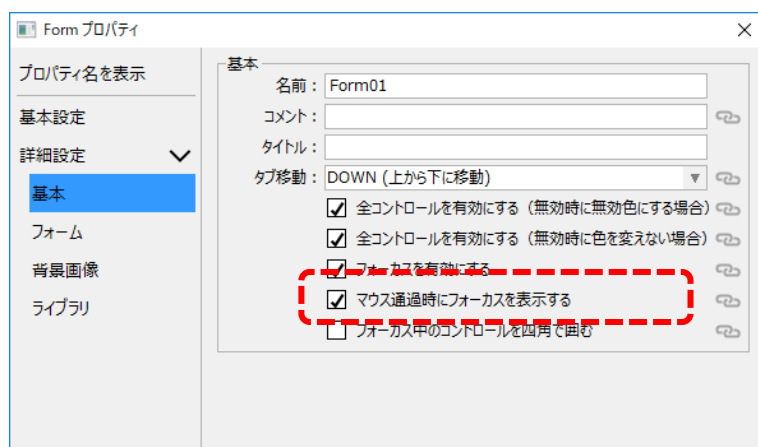 Form プロパティ
プロパティ名を表示
基本設定
詳細設定
基本
フォーム
背景画像
ライブラリ
基本
名前： Form01
コメント：
タイトル：
タブ移動： DOWN (上から下に移動)
全コントロールを有効にする（無効時に無効色にする場合）
全コントロールを有効にする（無効時に色を変えない場合）
フォーカスを有効にする
マウス通過時にフォーカスを表示する
フォーカス中のコントロールを四角で囲む